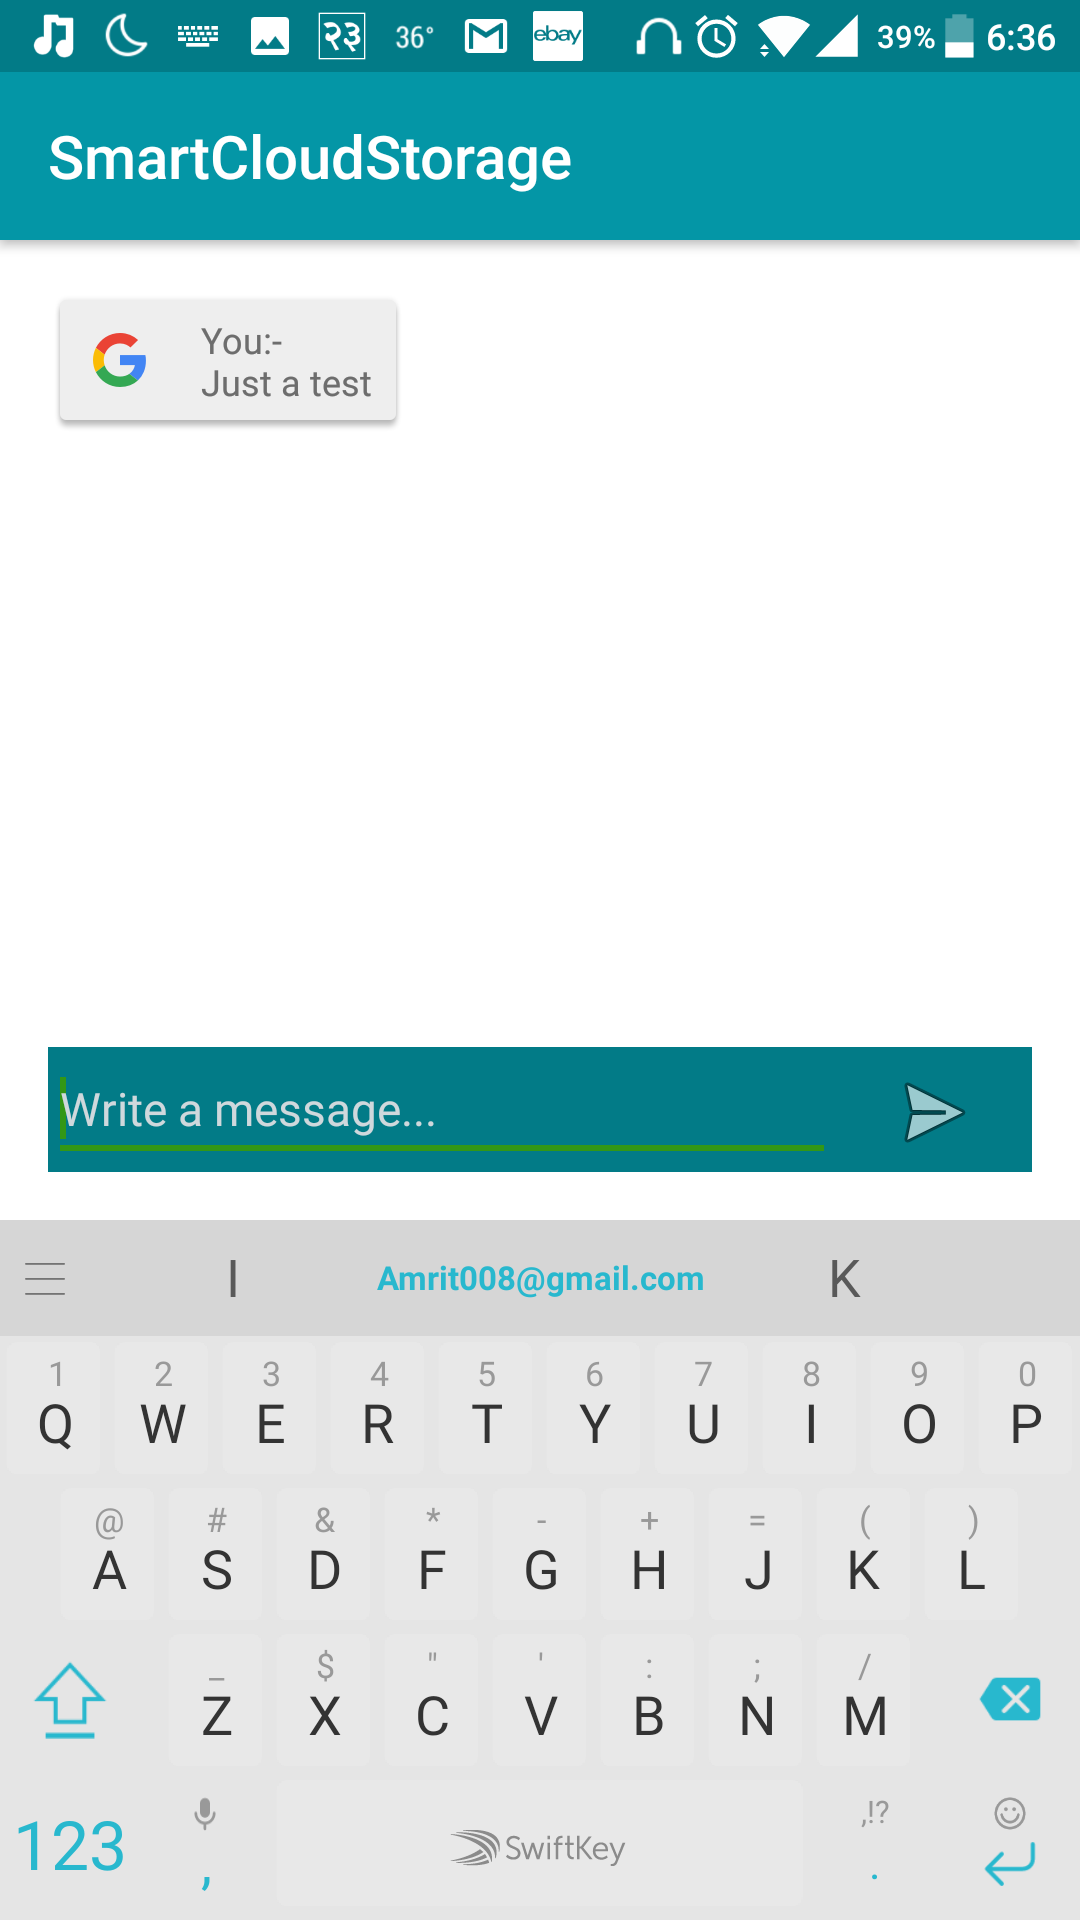 २३ 36° ebay 39% 6:36
SmartCloudStorage
You:-
Just a test
Write a message...
I Amrit008@gmail.com K
1 2 3 4 5 6 7 8 9 0
Q W E R T Y U I O P
@ # & * - + = ( )
A S D F G H J K L
_ $ " ' : ; /
Z X C V B N M
,!?
123 , SwiftKey .